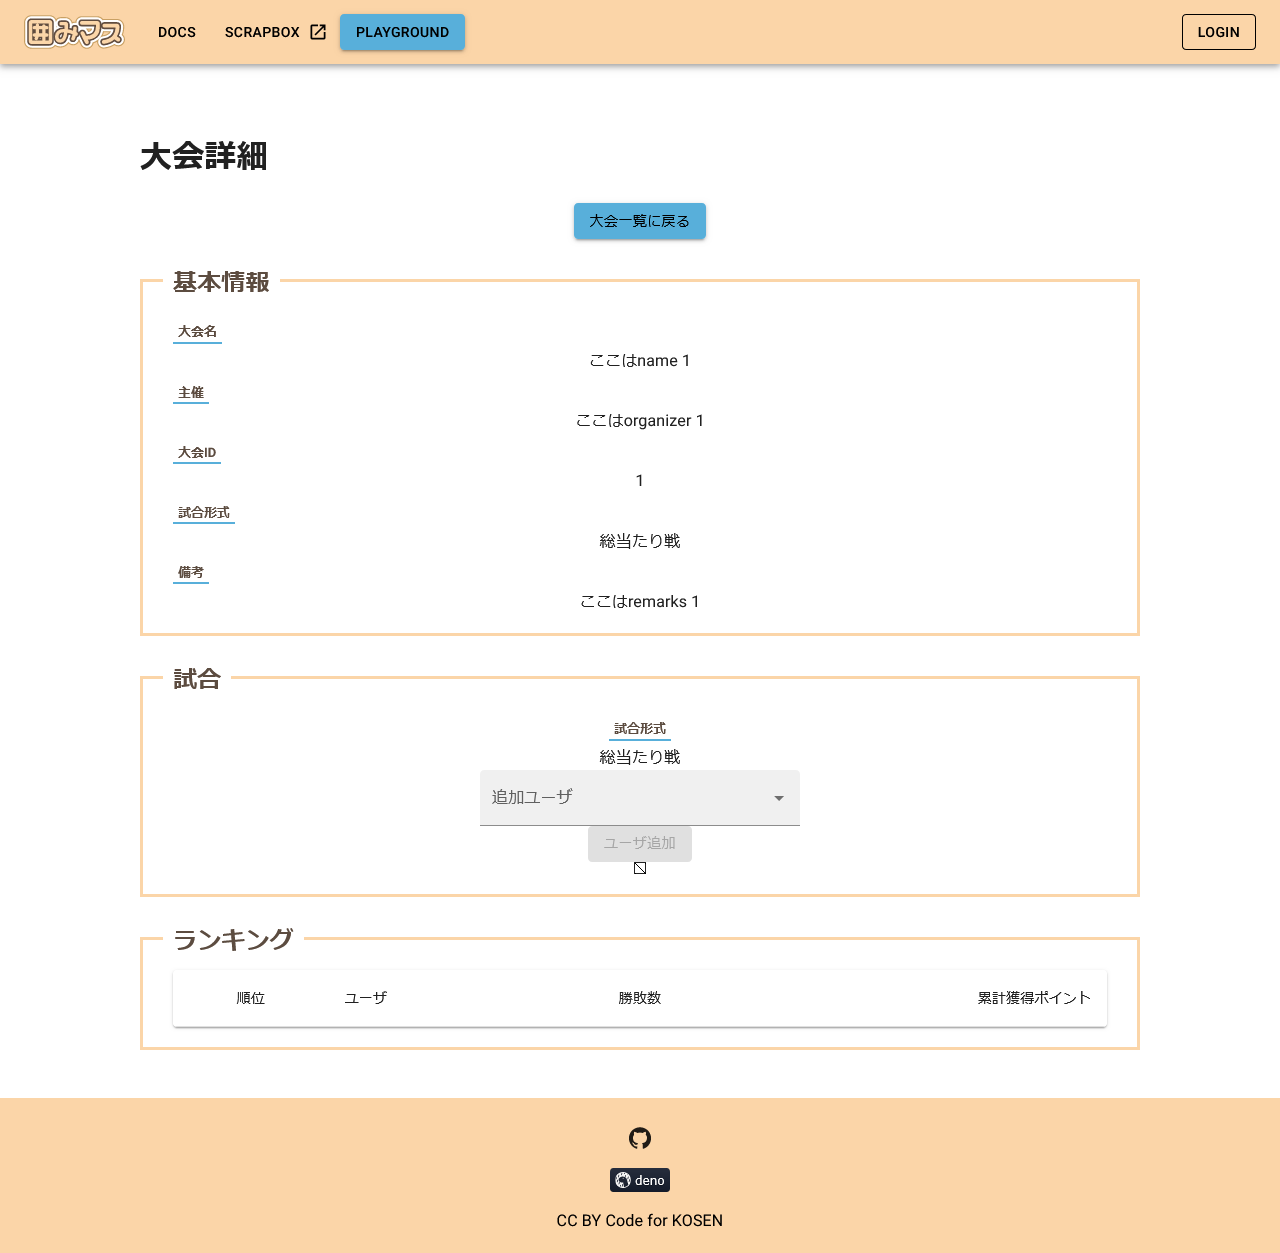 囲みマス DOCS SCRAPBOX PLAYGROUND LOGIN
大会詳細
大会一覧に戻る
基本情報
大会名
ここはname 1
主催
ここはorganizer 1
大会ID
1
試合形式
総当たり戦
備考
ここはremarks 1
試合
試合形式
総当たり戦
追加ユーザ
ユーザ追加
ランキング
順位 ユーザ 勝敗数 累計獲得ポイント
deno
CC BY Code for KOSEN